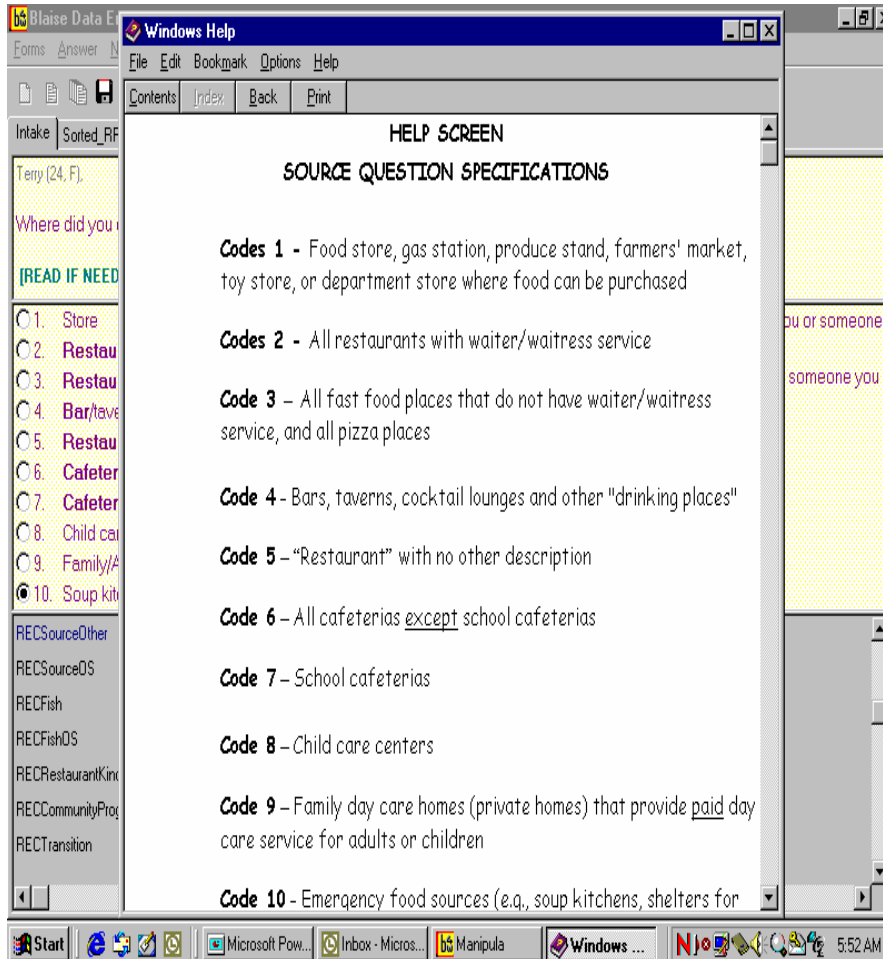 Blaise Data E
Windows Help
Forms Answer N
File Edit Bookmark Options Help
Contents Index Back Print
Intake Sorted_RF
HELP SCREEN
SOURCE QUESTION SPECIFICATIONS
Terry (24, F),
Where did you
[READ IF NEED
Codes 1 - Food store, gas station, produce stand, farmers' market,
toy store, or department store where food can be purchased
Codes 2 - All restaurants with waiter/waitress service
Code 3 – All fast food places that do not have waiter/waitress
service, and all pizza places
Code 4 - Bars, taverns, cocktail lounges and other "drinking places"
Code 5 – “Restaurant” with no other description
Code 6 – All cafeterias except school cafeterias
Code 7 – School cafeterias
Code 8 – Child care centers
Code 9 – Family day care homes (private homes) that provide paid day
care service for adults or children
Code 10 - Emergency food sources (e.g., soup kitchens, shelters for
1. Store
2. Restau
3. Restau
4. Bar/tave
5. Restau
6. Cafeter
7. Cafeter
8. Child ca
9. Family/A
10. Soup kit
ou or someone
someone you
RECSourceOther
RECSourceOS
RECFish
RECFishOS
RECRestaurantKin
RECCommunityProg
RECTransition
Start Microsoft Pow... Inbox - Micros... Manipula Windows ... 5:52 AM